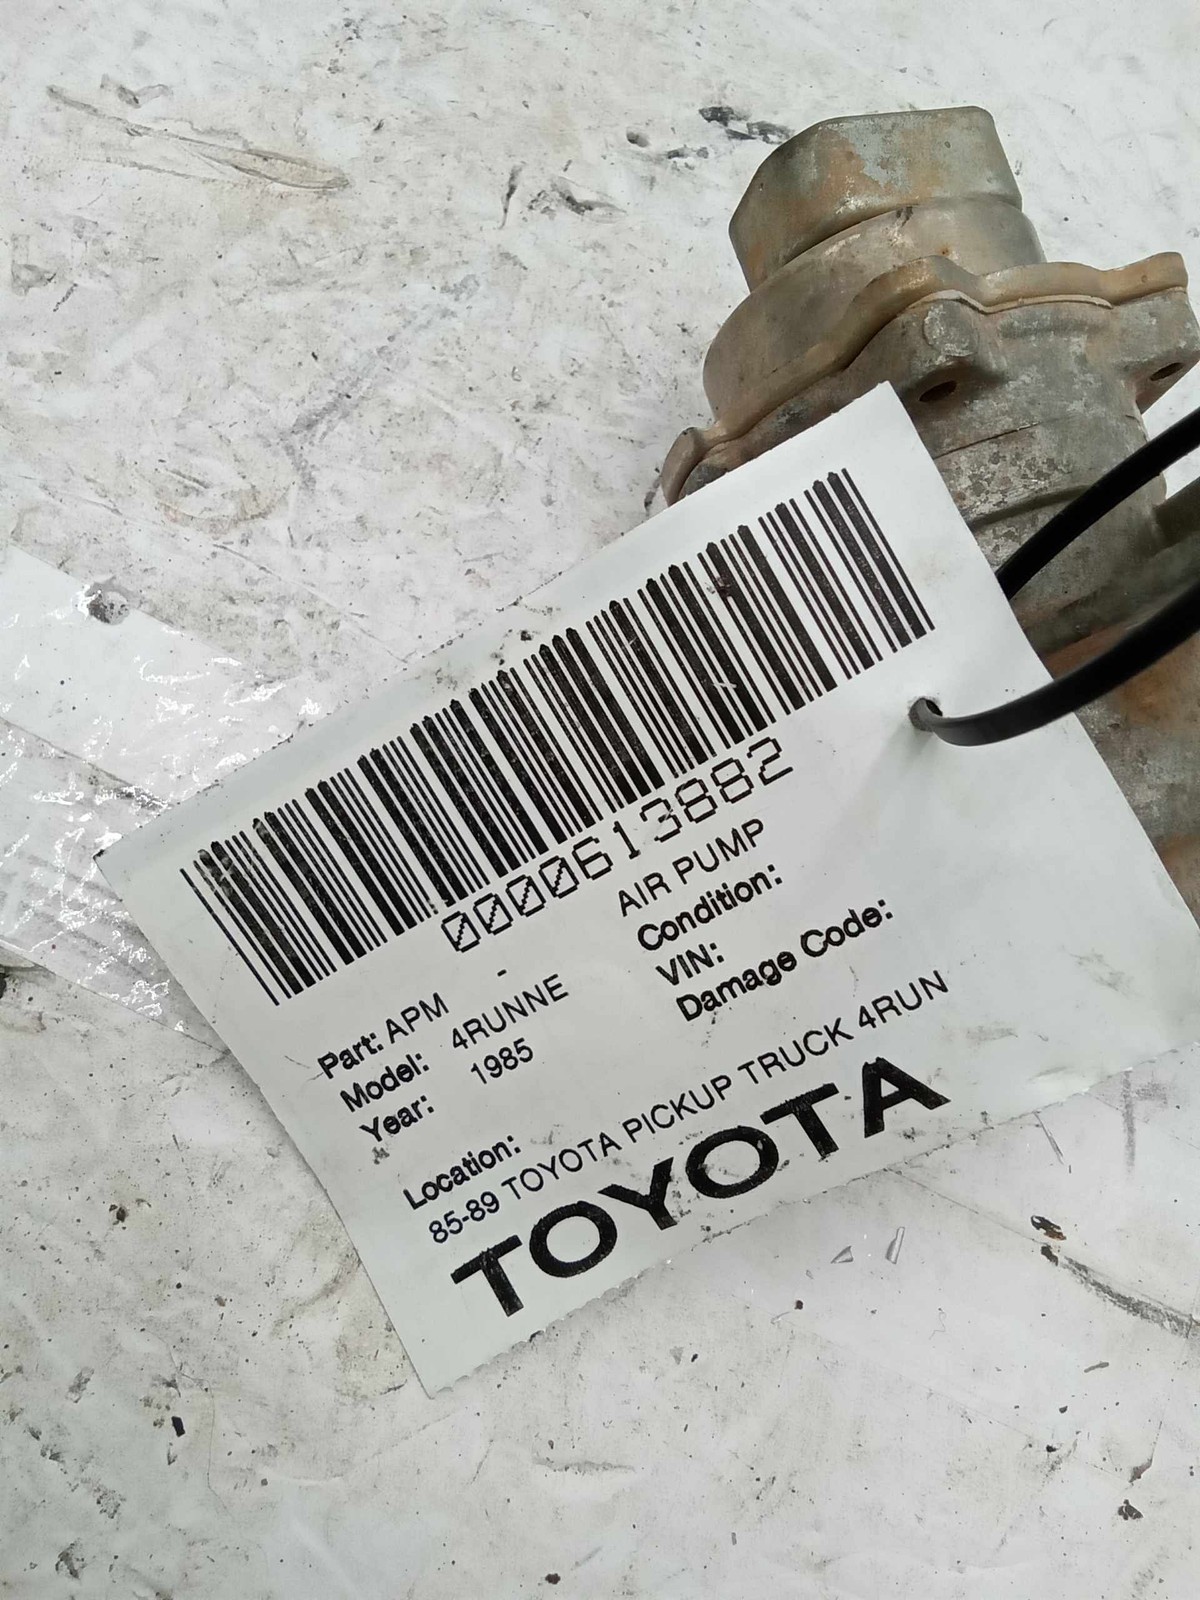 0000613882
Part: APM - AIR PUMP
Model: 4RUNNE Condition:
Year: 1985 VIN:
Damage Code:
Location:
85-89 TOYOTA PICKUP TRUCK 4RUN
TOYOTA